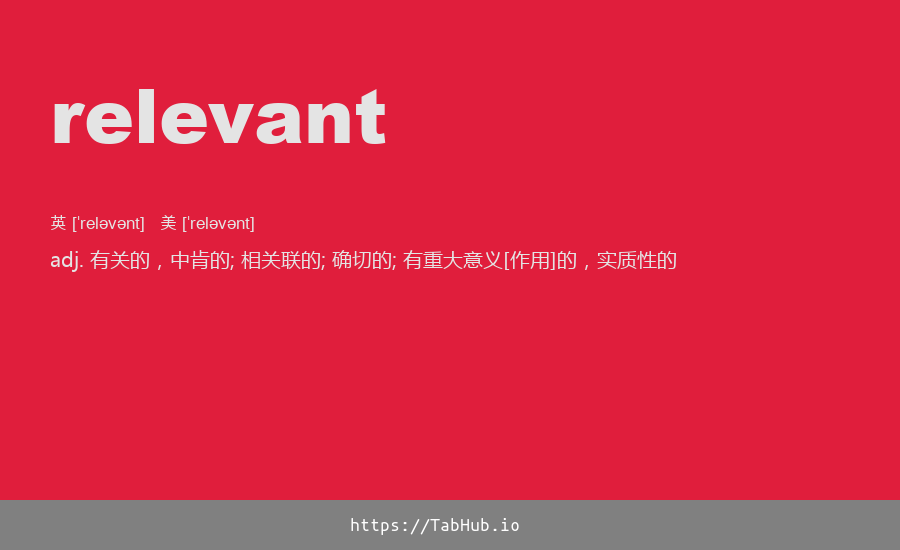 relevant
英 ['reləvənt]   美 ['reləvənt]
adj. 有关的，中肯的; 相关联的; 确切的; 有重大意义[作用]的，实质性的
https://TabHub.io